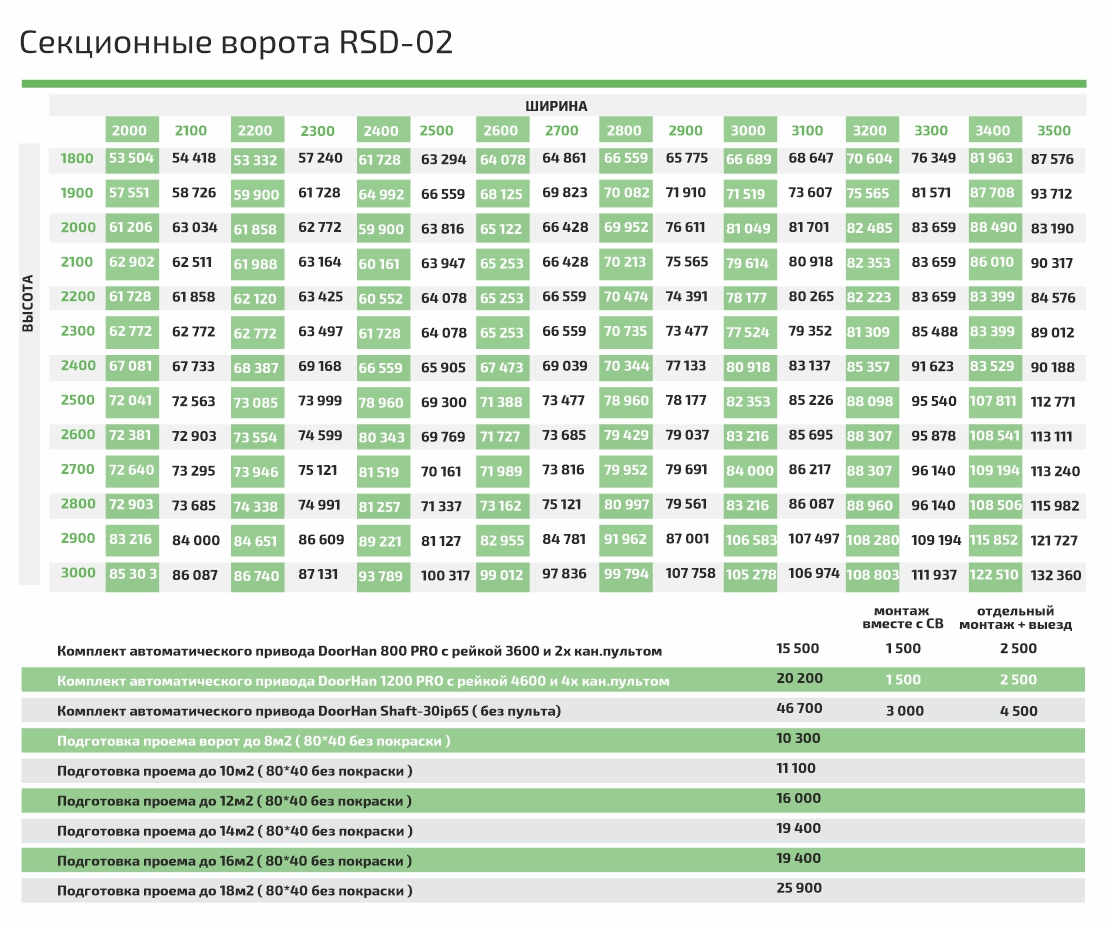 Секционные ворота RSD-02
ШИРИНА
2000 2100 2200 2300 2400 2500 2600 2700 2800 2900 3000 3100 3200 3300 3400 3500
ВЫСОТА
1800 53 504 54 418 53 332 57 240 61 728 63 294 64 078 64 861 66 559 65 775 66 689 68 647 70 604 76 349 81 963 87 576
1900 57 551 58 726 59 900 61 728 64 992 66 559 68 125 69 823 70 082 71 910 71 519 73 607 75 565 81 571 87 708 93 712
2000 61 206 63 034 61 858 62 772 59 900 63 816 65 122 66 428 69 952 76 611 81 049 81 701 82 485 83 659 88 490 83 190
2100 62 902 62 511 61 988 63 164 60 161 63 947 65 253 66 428 70 213 75 565 79 614 80 918 82 353 83 659 86 010 90 317
2200 61 728 61 858 62 120 63 425 60 552 64 078 65 253 66 559 70 474 74 391 78 177 80 265 82 223 83 659 83 399 84 576
2300 62 772 62 772 62 772 63 497 61 728 64 078 65 253 66 559 70 735 73 477 77 524 79 352 81 309 85 488 83 399 89 012
2400 67 081 67 733 68 387 69 168 66 559 65 905 67 473 69 039 70 344 77 133 80 918 83 137 85 357 91 623 83 529 90 188
2500 72 041 72 563 73 085 73 999 78 960 69 300 71 388 73 477 78 960 78 177 82 353 85 226 88 098 95 540 107 811 112 771
2600 72 381 72 903 73 554 74 599 80 343 69 769 71 727 73 685 79 429 79 037 83 216 85 695 88 307 95 878 108 541 113 111
2700 72 640 73 295 73 946 75 121 81 519 70 161 71 989 73 816 79 952 79 691 84 000 86 217 88 307 96 140 109 194 113 240
2800 72 903 73 685 74 338 74 991 81 257 71 337 73 162 75 121 80 997 79 561 83 216 86 087 88 960 96 140 108 506 115 982
2900 83 216 84 000 84 651 86 609 89 221 81 127 82 955 84 781 91 962 87 001 106 583 107 497 108 280 109 194 115 852 121 727
3000 85 30 3 86 087 86 740 87 131 93 789 100 317 99 012 97 836 99 794 107 758 105 278 106 974 108 803 111 937 122 510 132 360
монтаж отдельный
вместе с СВ монтаж + выезд
Комплект автоматического привода DoorHan 800 PRO с рейкой 3600 и 2х кан.пультом 15 500 1 500 2 500
Комплект автоматического привода DoorHan 1200 PRO с рейкой 4600 и 4х кан.пультом 20 200 1 500 2 500
Комплект автоматического привода DoorHan Shaft-30ip65 ( без пульта) 46 700 3 000 4 500
Подготовка проема ворот до 8м2 ( 80*40 без покраски ) 10 300
Подготовка проема до 10м2 ( 80*40 без покраски ) 11 100
Подготовка проема до 12м2 ( 80*40 без покраски ) 16 000
Подготовка проема до 14м2 ( 80*40 без покраски ) 19 400
Подготовка проема до 16м2 ( 80*40 без покраски ) 19 400
Подготовка проема до 18м2 ( 80*40 без покраски ) 25 900